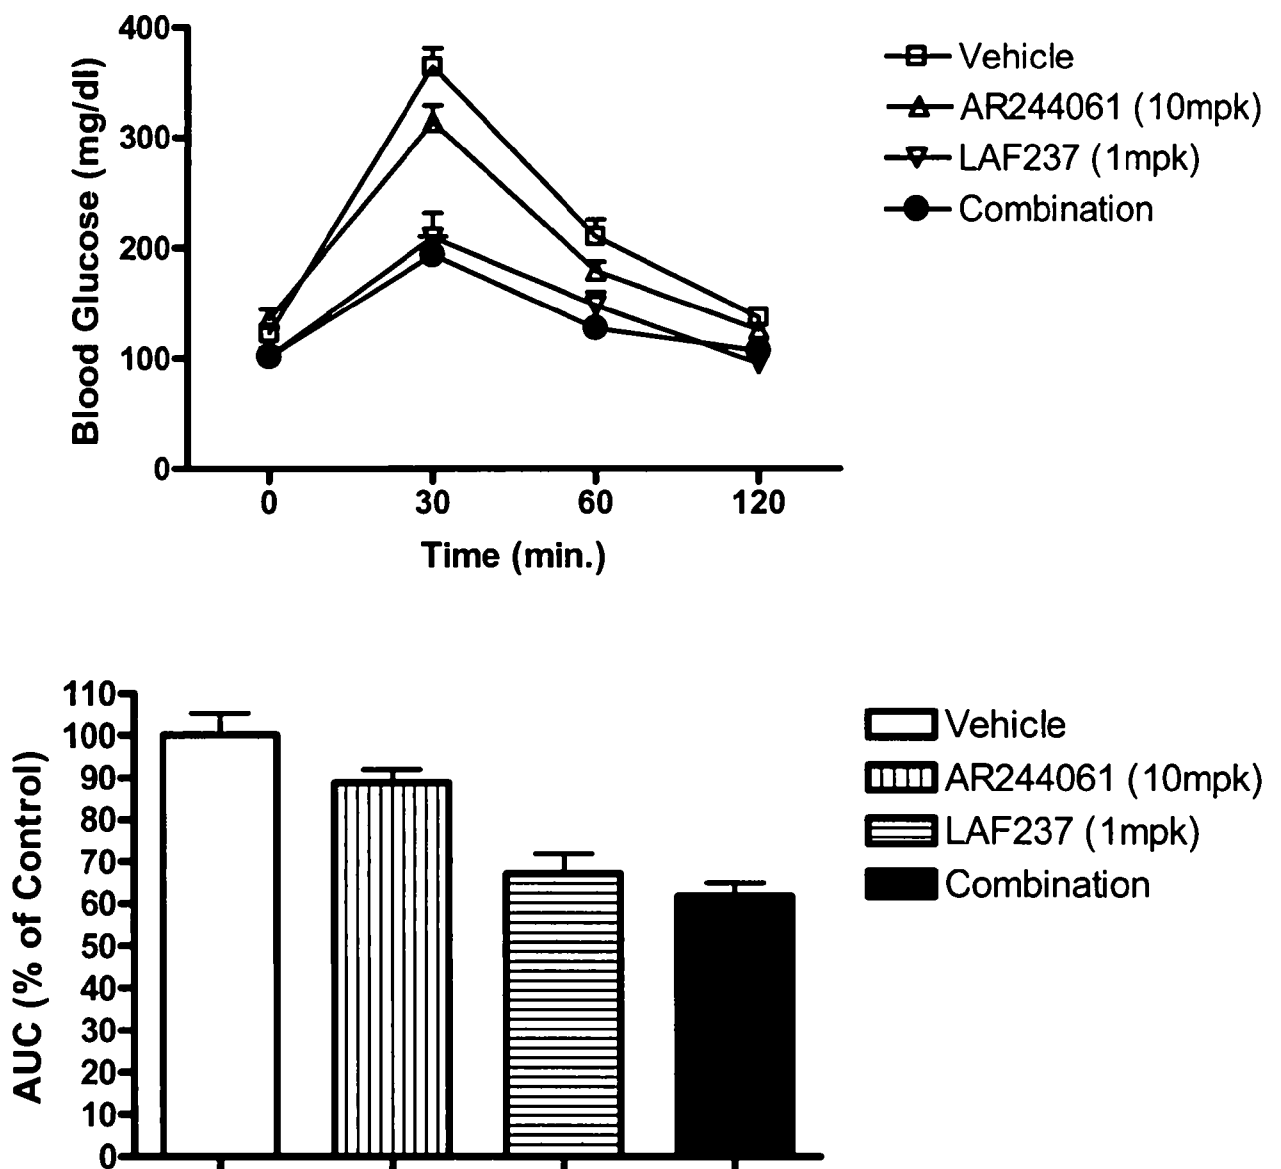 400
300
200
100
0
Blood Glucose (mg/dl)
0 30 60 120
Time (min.)
Vehicle
AR244061 (10mpk)
LAF237 (1mpk)
Combination
110
100
90
80
70
60
50
40
30
20
10
0
AUC (% of Control)
Vehicle
AR244061 (10mpk)
LAF237 (1mpk)
Combination